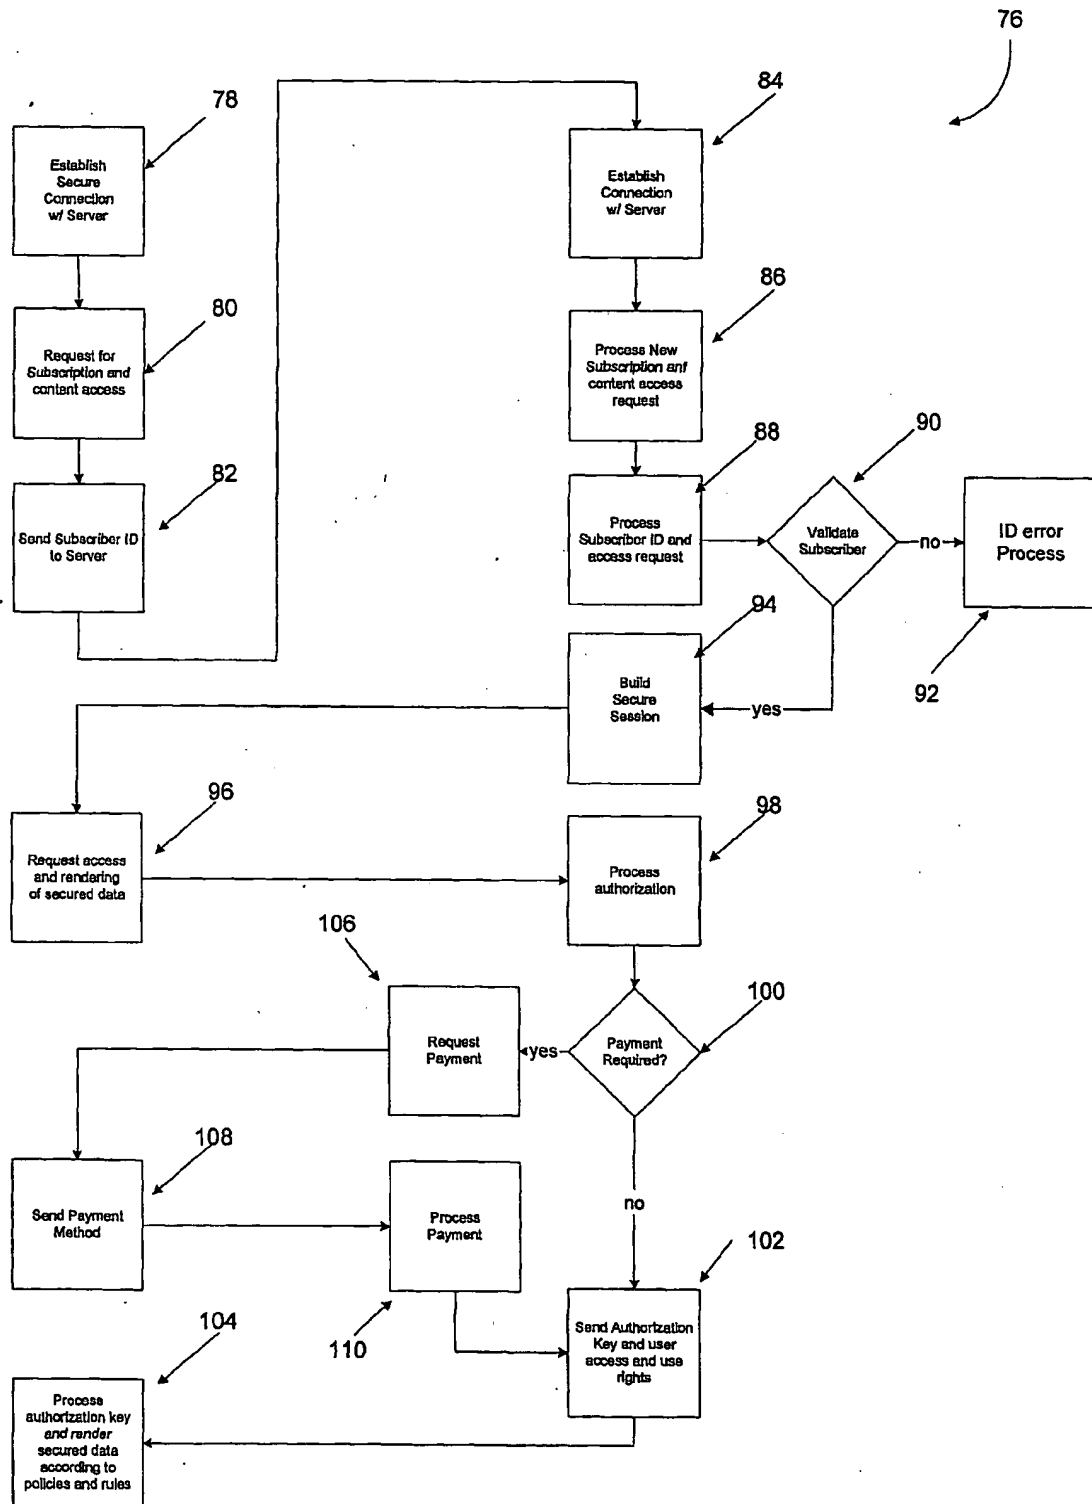 76
78
Establish
Secure
Connection
w/ Server
84
Establish
Connection
w/ Server
80
Request for
Subscription and
content access
86
Process New
Subscription anf
content access
request
82
Send Subscriber ID
to Server
88
Process
Subscriber ID and
access request
90
Validate
Subscriber
no
ID error
Process
92
94
Build
Secure
Session
yes
96
Request access
and rendering
of secured data
98
Process
authorization
106
Request
Payment
yes
100
Payment
Required?
108
Send Payment
Method
Process
Payment
110
no
102
Send Authorization
Key and user
access and use
rights
104
Process
authorization key
and render
secured data
according to
policies and rules